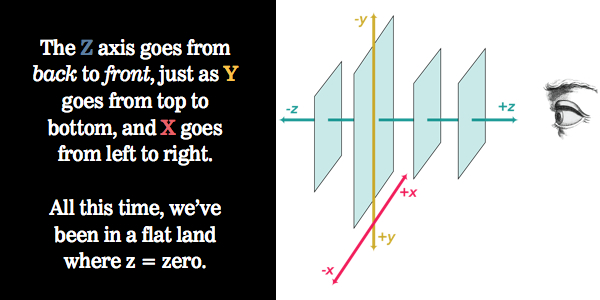 The Z axis goes from
back to front, just as Y
goes from top to
bottom, and X goes
from left to right.
All this time, we’ve
been in a flat land
where z = zero.
-y
-z
+z
+x
+y
-x